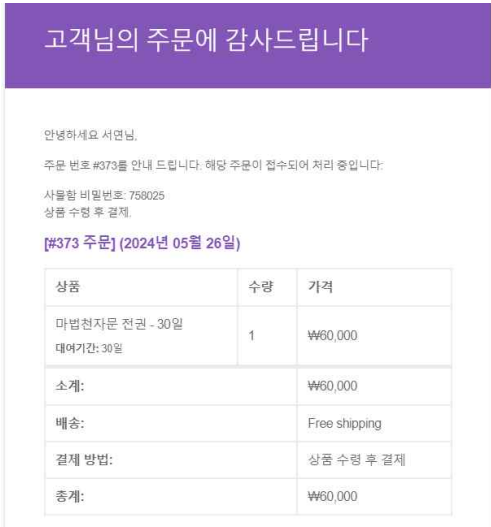 고객님의 주문에 감사드립니다
안녕하세요 서연님,
주문 번호 #373를 안내 드립니다. 해당 주문이 접수되어 처리 중입니다:
사물함 비밀번호: 758025
상품 수령 후 결제.
[#373 주문] (2024년 05월 26일)
상품 수량 가격
마법천자문 전권 - 30일 1 ₩60,000
대여기간: 30일
소계: ₩60,000
배송: Free shipping
결제 방법: 상품 수령 후 결제
총계: ₩60,000